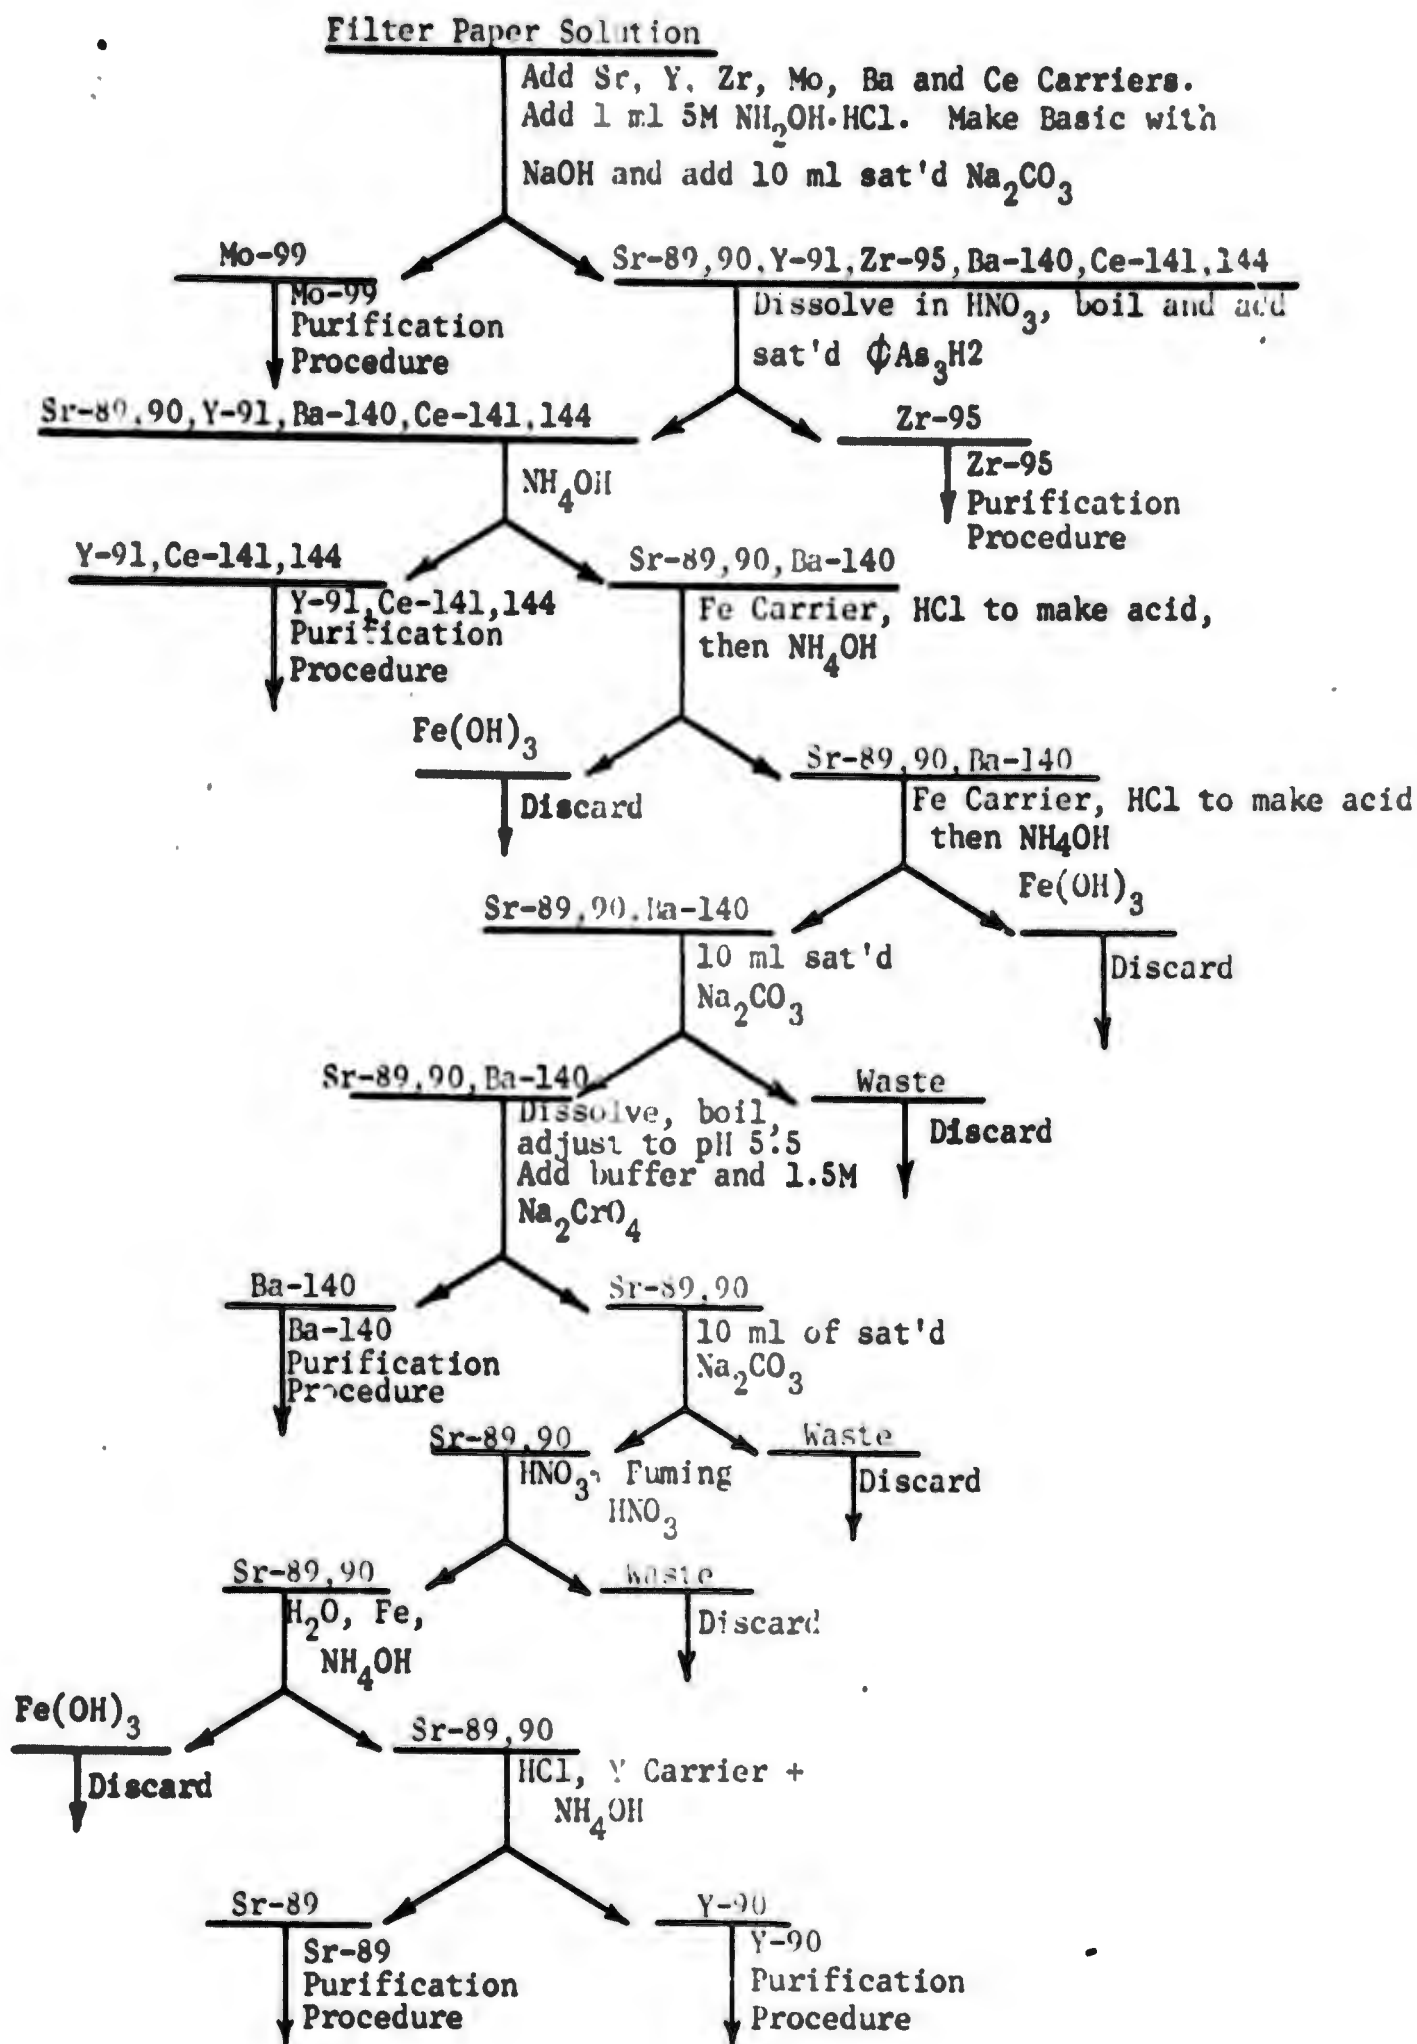 Filter Paper Solution
Add Sr, Y, Zr, Mo, Ba and Ce Carriers.
Add 1 ml 5M NH2OH·HCl. Make Basic with
NaOH and add 10 ml sat'd Na2CO3
Mo-99
Mo-99
Purification
Procedure
Sr-89,90,Y-91,Zr-95,Ba-140,Ce-141,144
Dissolve in HNO3, boil and add
sat'd ϕAs3H2
Sr-89,90,Y-91,Ba-140,Ce-141,144
NH4OH
Zr-95
Zr-95
Purification
Procedure
Y-91,Ce-141,144
Y-91,Ce-141,144
Purification
Procedure
Sr-89,90,Ba-140
Fe Carrier, HCl to make acid,
then NH4OH
Fe(OH)3
Discard
Sr-89,90,Ba-140
Fe Carrier, HCl to make acid
then NH4OH
Sr-89,90,Ba-140
10 ml sat'd
Na2CO3
Fe(OH)3
Discard
Sr-89,90,Ba-140
Dissolve, boil,
adjust to pH 5.5
Add buffer and 1.5M
Na2CrO4
Waste
Discard
Ba-140
Ba-140
Purification
Procedure
Sr-89,90
10 ml of sat'd
Na2CO3
Sr-89,90
HNO3, Fuming
HNO3
Waste
Discard
Sr-89,90
H2O, Fe,
NH4OH
Waste
Discard
Fe(OH)3
Discard
Sr-89,90
HCl, Y Carrier +
NH4OH
Sr-89
Sr-89
Purification
Procedure
Y-90
Y-90
Purification
Procedure